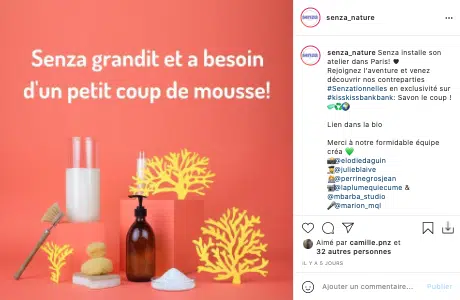 Senza grandit et a besoin
d'un petit coup de mousse!
senza_nature
senza_nature Senza installe son
atelier dans Paris! 🖤
Rejoignez l'aventure et venez
découvrir nos contreparties
#Senzationnelles en exclusivité sur
#kisskissbankbank: Savon le coup !
Lien dans la bio
Merci à notre formidable équipe
créa 💚
@elodiedaguin
@julieblaive
@perrinegrosjean
@laplumequiecume &
@mbarba_studio
@marion_mql
Aimé par camille.pnz et
32 autres personnes
IL Y A 5 JOURS
Ajouter un commentaire...
Publier